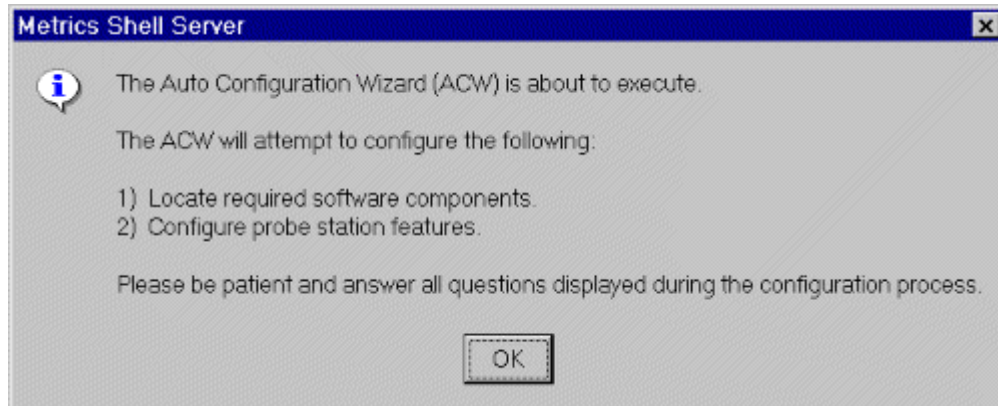 Metrics Shell Server
The Auto Configuration Wizard (ACW) is about to execute.
The ACW will attempt to configure the following:
1) Locate required software components.
2) Configure probe station features.
Please be patient and answer all questions displayed during the configuration process.
OK